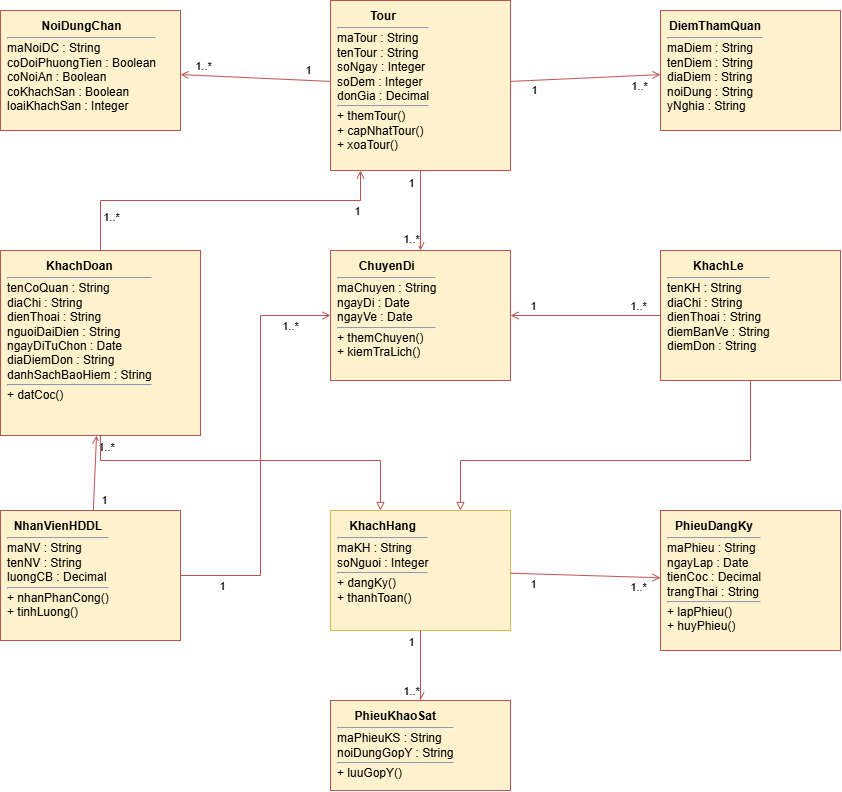 NoiDungChan
maNoiDC : String
coDoiPhuongTien : Boolean
coNoiAn : Boolean
coKhachSan : Boolean
loaiKhachSan : Integer
1..*
1
Tour
maTour : String
tenTour : String
soNgay : Integer
soDem : Integer
donGia : Decimal
+ themTour()
+ capNhatTour()
+ xoaTour()
1
1..*
DiemThamQuan
maDiem : String
tenDiem : String
diaDiem : String
noiDung : String
yNghia : String
1..*
1
1
1..*
KhachDoan
tenCoQuan : String
diaChi : String
dienThoai : String
nguoiDaiDien : String
ngayDiTuChon : Date
diaDiemDon : String
danhSachBaoHiem : String
+ datCoc()
1..*
ChuyenDi
maChuyen : String
ngayDi : Date
ngayVe : Date
+ themChuyen()
+ kiemTraLich()
1
1..*
KhachLe
tenKH : String
diaChi : String
dienThoai : String
diemBanVe : String
diemDon : String
1..*
1
NhanVienHDDL
maNV : String
tenNV : String
luongCB : Decimal
+ nhanPhanCong()
+ tinhLuong()
1
KhachHang
maKH : String
soNguoi : Integer
+ dangKy()
+ thanhToan()
1
1..*
PhieuDangKy
maPhieu : String
ngayLap : Date
tienCoc : Decimal
trangThai : String
+ lapPhieu()
+ huyPhieu()
1
1..*
PhieuKhaoSat
maPhieuKS : String
noiDungGopY : String
+ luuGopY()